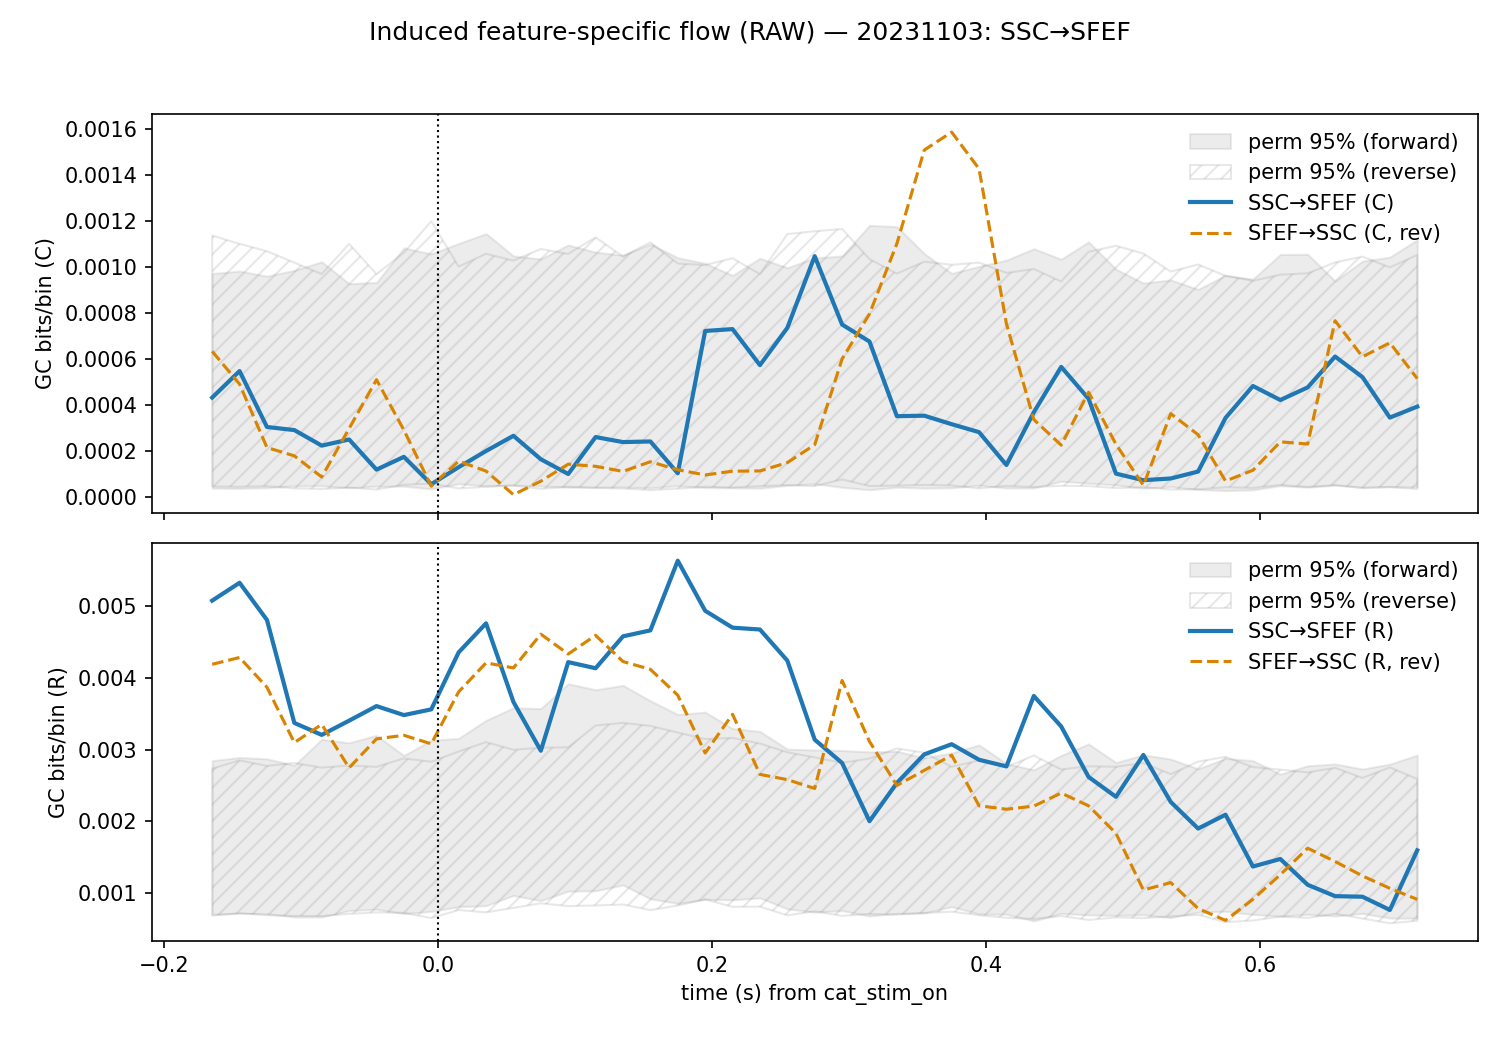 Induced feature-specific flow (RAW) — 20231103: SSC→SFEF
GC bits/bin (C)
0.0016
0.0014
0.0012
0.0010
0.0008
0.0006
0.0004
0.0002
0.0000
perm 95% (forward)
perm 95% (reverse)
SSC→SFEF (C)
SFEF→SSC (C, rev)
GC bits/bin (R)
0.005
0.004
0.003
0.002
0.001
perm 95% (forward)
perm 95% (reverse)
SSC→SFEF (R)
SFEF→SSC (R, rev)
−0.2 0.0 0.2 0.4 0.6
time (s) from cat_stim_on